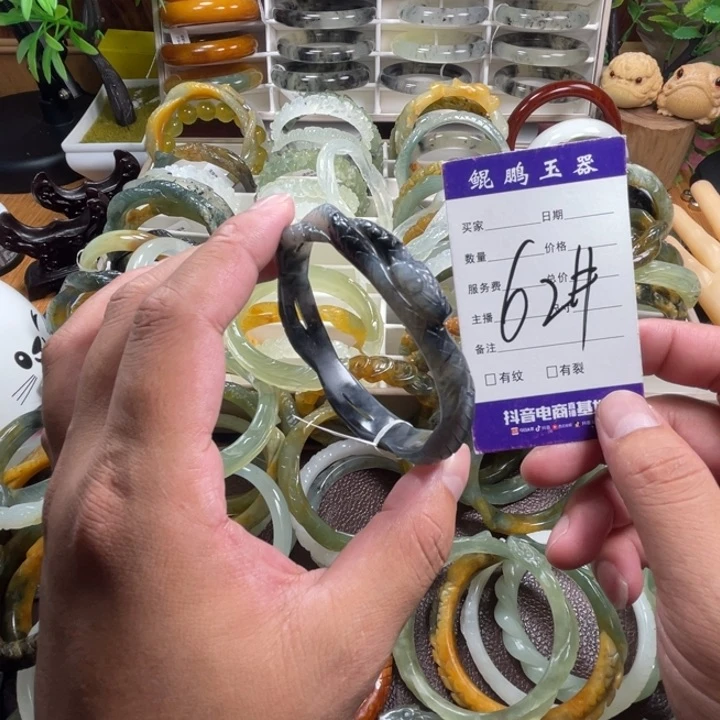 鲲鹏玉器
买家 日期
数量 价格
服务费 总价
主播
备注
62#
有纹 有裂
抖音电商